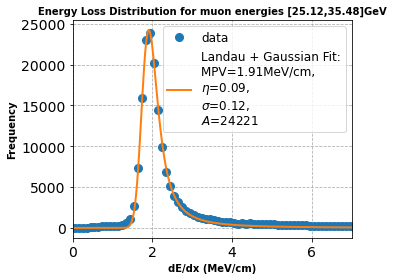 Energy Loss Distribution for muon energies [25.12,35.48]GeV
25000
20000
15000
10000
5000
0
Frequency
data
Landau + Gaussian Fit:
MPV=1.91MeV/cm,
η=0.09,
σ=0.12,
A=24221
0 2 4 6
dE/dx (MeV/cm)